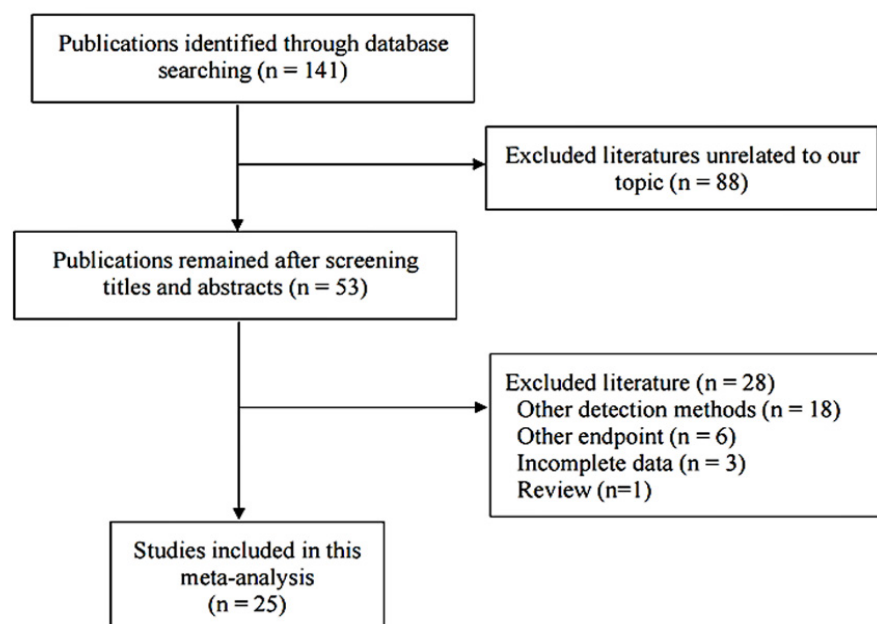 Publications identified through database
searching (n = 141)
Excluded literatures unrelated to our
topic (n = 88)
Publications remained after screening
titles and abstracts (n = 53)
Excluded literature (n = 28)
Other detection methods (n = 18)
Other endpoint (n = 6)
Incomplete data (n = 3)
Review (n=1)
Studies included in this
meta-analysis
(n = 25)